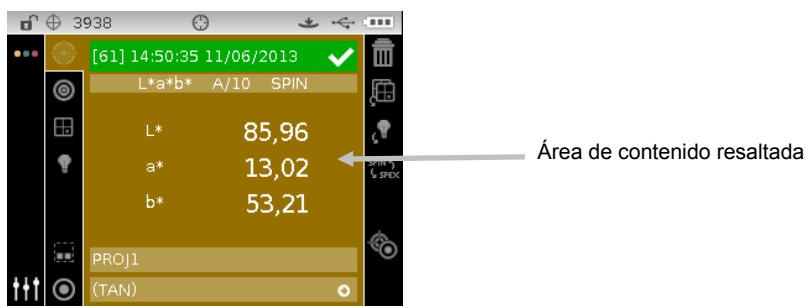 3938
[61] 14:50:35 11/06/2013
L*a*b* A/10 SPIN
L* 85,96
a* 13,02
b* 53,21
SPIN
SPEX
PROJ1
(TAN)
Área de contenido resaltada